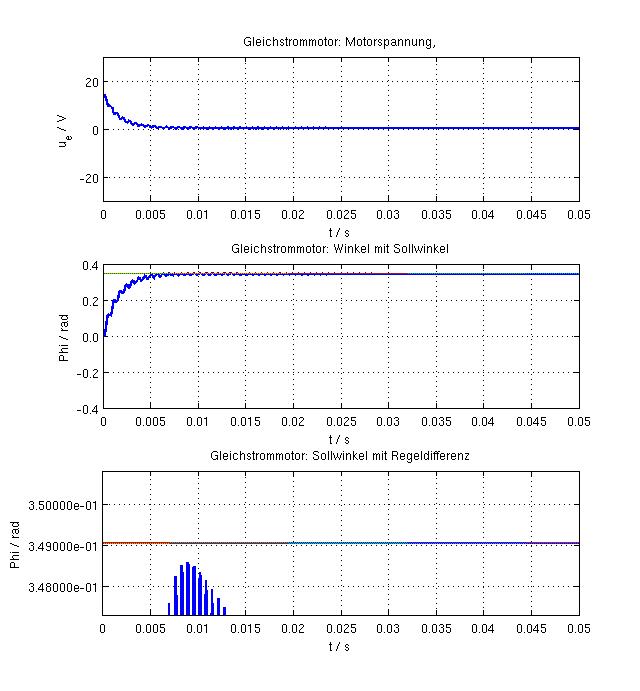 Gleichstrommotor: Motorspannung,
20
0
-20
u_e / V
0 0.005 0.01 0.015 0.02 0.025 0.03 0.035 0.04 0.045 0.05
t / s
Gleichstrommotor: Winkel mit Sollwinkel
0.4
0.2
0.0
-0.2
-0.4
Phi / rad
0 0.005 0.01 0.015 0.02 0.025 0.03 0.035 0.04 0.045 0.05
t / s
Gleichstrommotor: Sollwinkel mit Regeldifferenz
3.50000e-01
3.49000e-01
3.48000e-01
Phi / rad
0 0.005 0.01 0.015 0.02 0.025 0.03 0.035 0.04 0.045 0.05
t / s